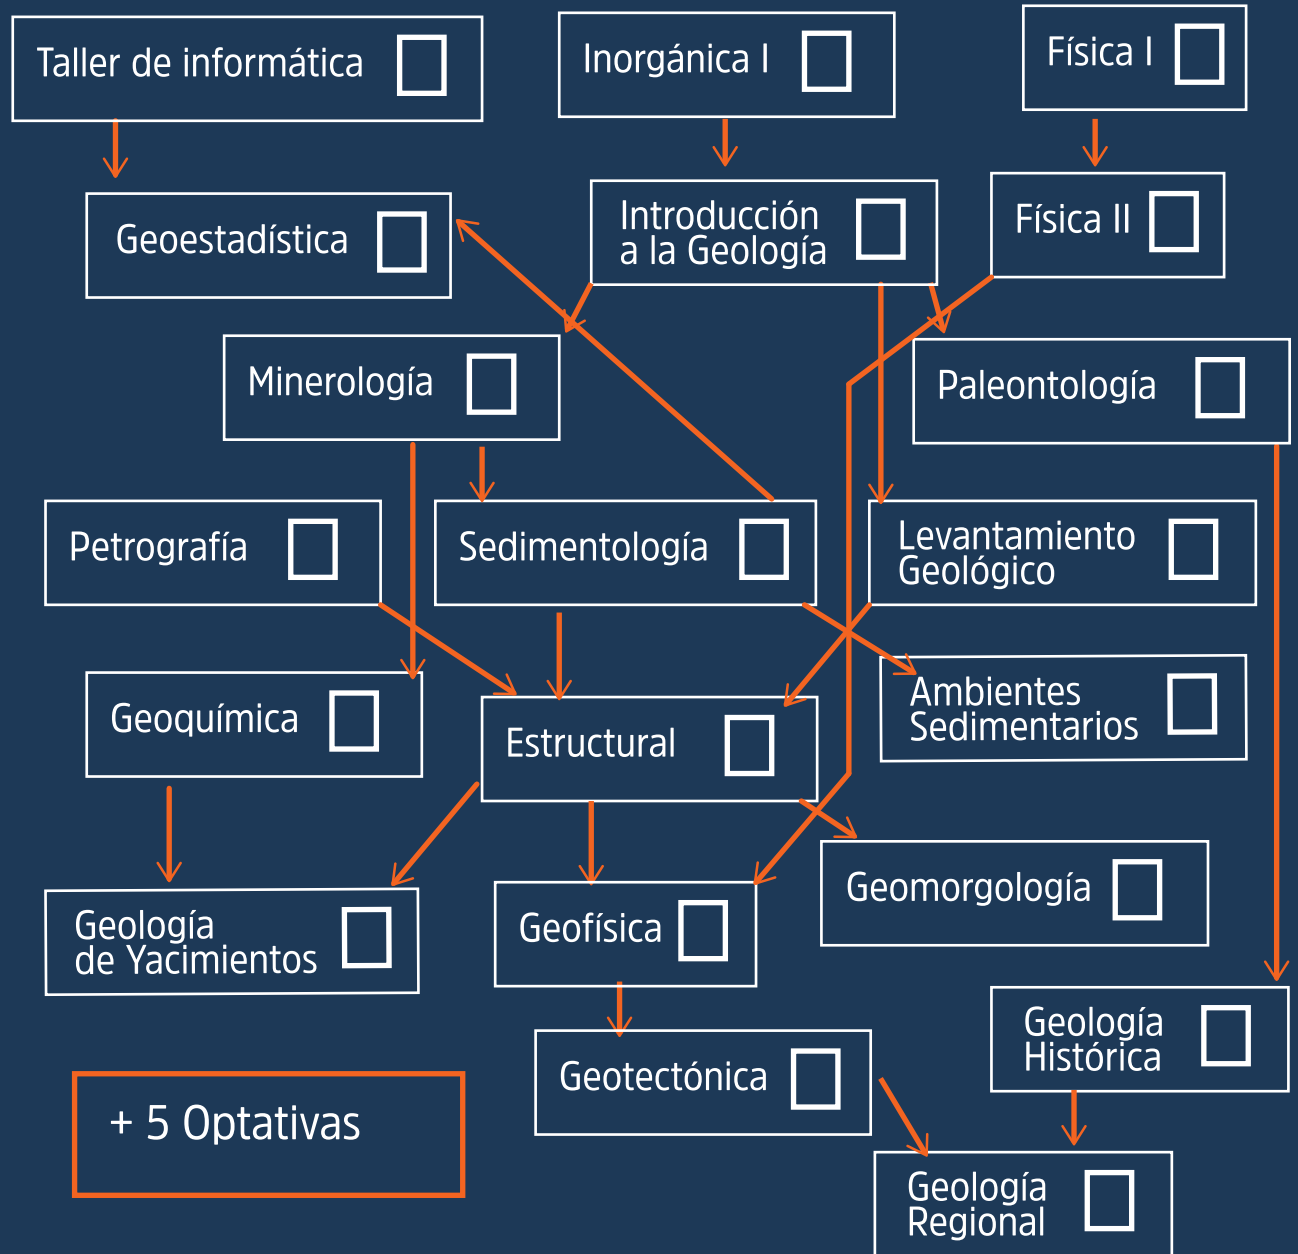 Taller de informática
Inorgánica I
Física I
Geoestadística
Introducción
a la Geología
Física II
Minerología
Paleontología
Petrografía
Sedimentología
Levantamiento
Geológico
Geoquímica
Estructural
Ambientes
Sedimentarios
Geología
de Yacimientos
Geofísica
Geomorgología
Geología
Histórica
Geotectónica
+ 5 Optativas
Geología
Regional